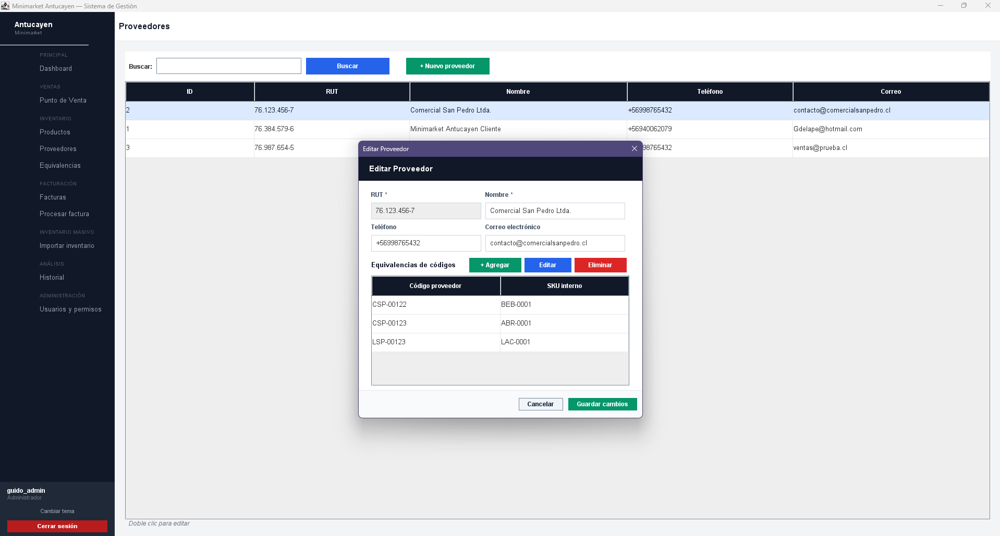 Minimarket Antucayen — Sistema de Gestión
Antucayen
Minimarket
PRINCIPAL
Dashboard
VENTAS
Punto de Venta
INVENTARIO
Productos
Proveedores
Equivalencias
FACTURACIÓN
Facturas
Procesar factura
INVENTARIO MASIVO
Importar inventario
ANÁLISIS
Historial
ADMINISTRACIÓN
Usuarios y permisos
guido_admin
Administrador
Cambiar tema
Cerrar sesión
Proveedores
Buscar: Buscar + Nuevo proveedor
ID RUT Nombre Teléfono Correo
2 76.123.456-7 Comercial San Pedro Ltda. +56998765432 contacto@comercialsanpedro.cl
1 76.384.579-6 Minimarket Antucayen Cliente +56940062079 Gdelape@hotmail.com
3 76.987.654-5 98765432 ventas@prueba.cl
Editar Proveedor
Editar Proveedor
RUT * Nombre *
76.123.456-7 Comercial San Pedro Ltda.
Teléfono Correo electrónico
+56998765432 contacto@comercialsanpedro.cl
Equivalencias de códigos + Agregar Editar Eliminar
Código proveedor SKU interno
CSP-00122 BEB-0001
CSP-00123 ABR-0001
LSP-00123 LAC-0001
Cancelar Guardar cambios
Doble clic para editar